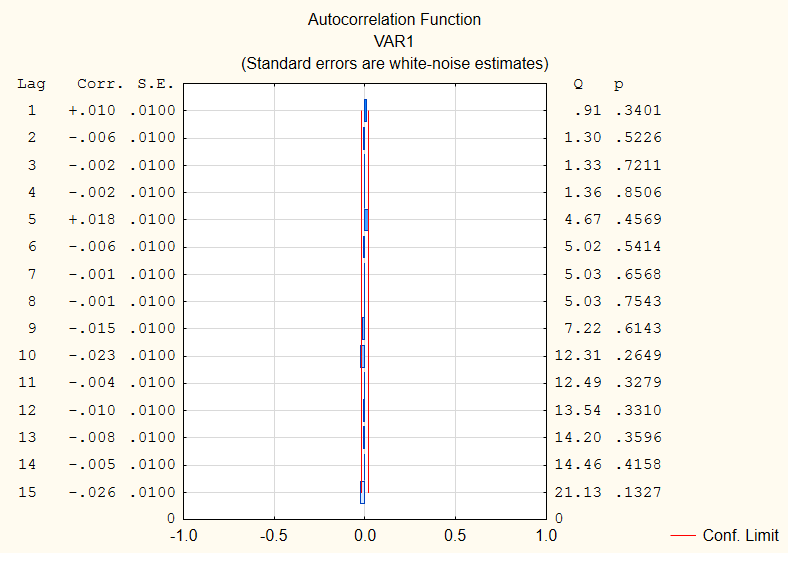 Autocorrelation Function
VAR1
(Standard errors are white-noise estimates)
Lag Corr. S.E. Q p
1 +.010 .0100 .91 .3401
2 -.006 .0100 1.30 .5226
3 -.002 .0100 1.33 .7211
4 -.002 .0100 1.36 .8506
5 +.018 .0100 4.67 .4569
6 -.006 .0100 5.02 .5414
7 -.001 .0100 5.03 .6568
8 -.001 .0100 5.03 .7543
9 -.015 .0100 7.22 .6143
10 -.023 .0100 12.31 .2649
11 -.004 .0100 12.49 .3279
12 -.010 .0100 13.54 .3310
13 -.008 .0100 14.20 .3596
14 -.005 .0100 14.46 .4158
15 -.026 .0100 21.13 .1327
0 0
-1.0 -0.5 0.0 0.5 1.0
Conf. Limit